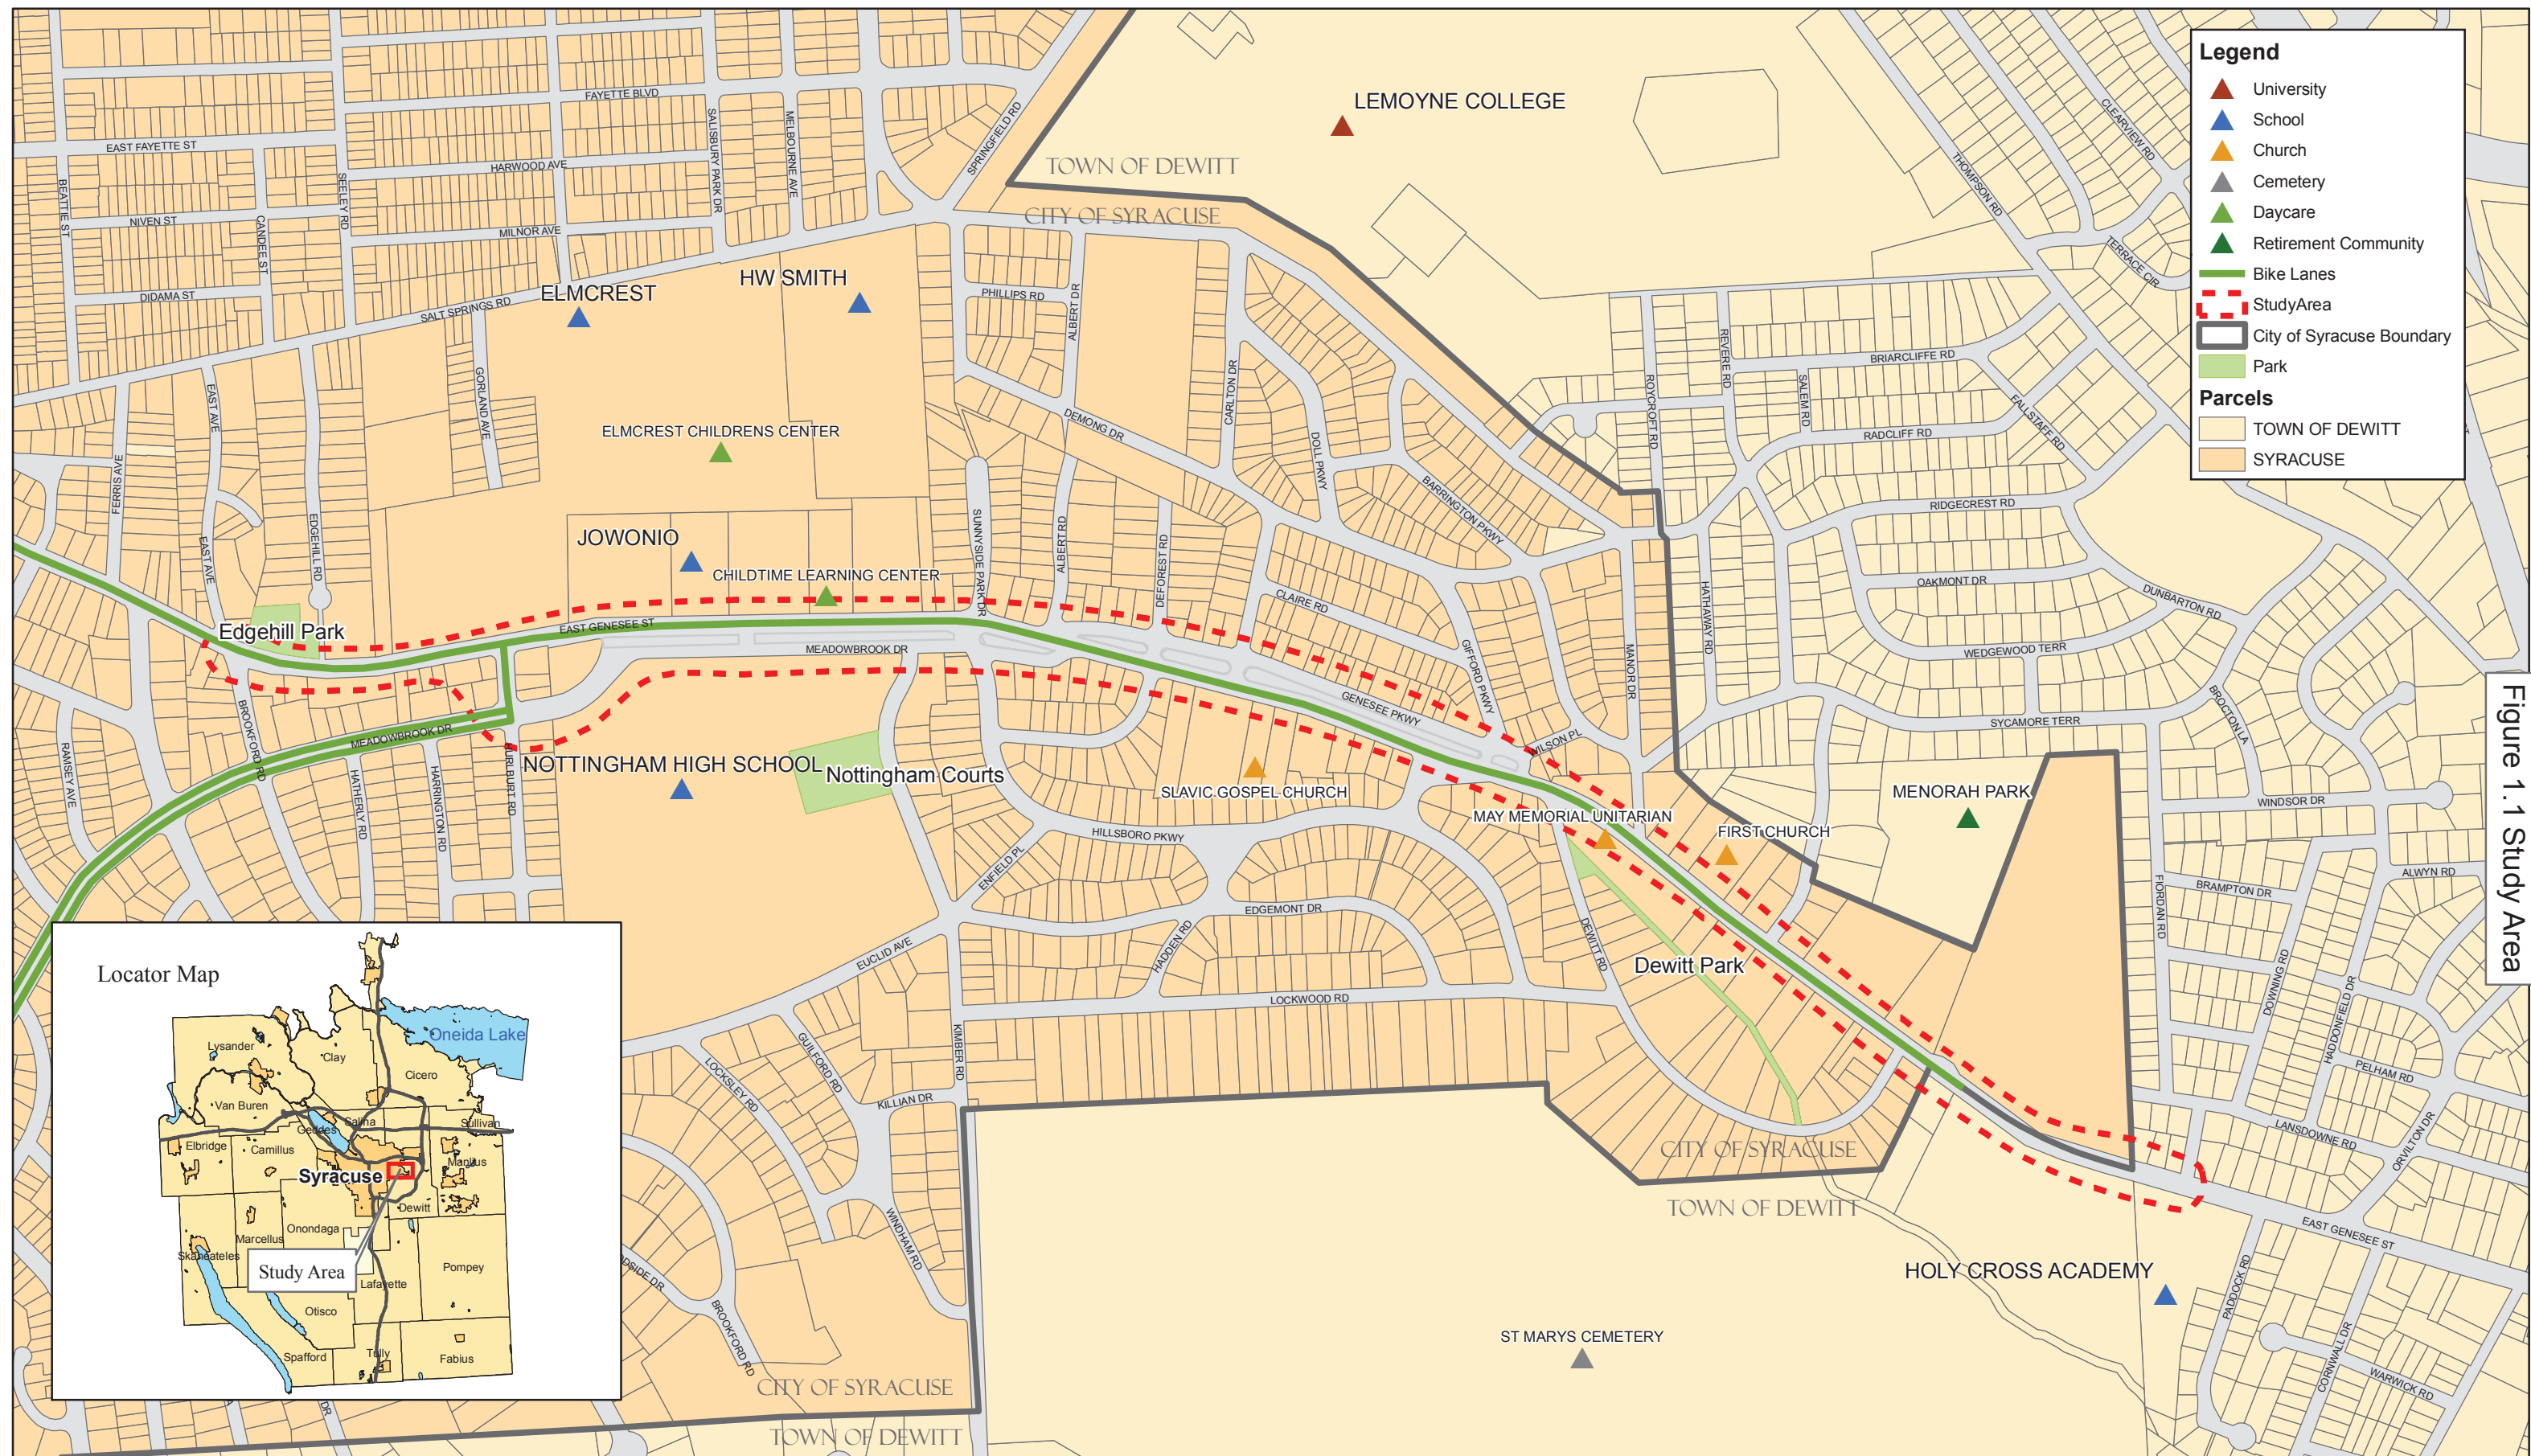 Legend
University
School
Church
Cemetery
Daycare
Retirement Community
Bike Lanes
StudyArea
City of Syracuse Boundary
Park
Parcels
TOWN OF DEWITT
SYRACUSE
Figure 1.1 Study Area
LEMOYNE COLLEGE
TOWN OF DEWITT
CITY OF SYRACUSE
FAYETTE BLVD
EAST FAYETTE ST
HARWOOD AVE
NIVEN ST
MILNOR AVE
DIDAMA ST
SALT SPRINGS RD
BEATTIE ST
CANDEE ST
SEELEY RD
SALISBURY PARK DR
MELBOURNE AVE
SPRINGFIELD RD
THOMPSON RD
CLEARVIEW RD
TERRACE CIR
HW SMITH
ELMCREST
PHILLIPS RD
ALBERT DR
CARLTON DR
DEMONG DR
DOLL PKWY
BARRINGTON PKWY
ROYCROFT RD
REVERE RD
SALEM RD
BRIARCLIFFE RD
RADCLIFF RD
FALLSTAFF RD
RIDGECREST RD
OAKMONT DR
DUNBARTON RD
WEDGEWOOD TERR
SYCAMORE TERR
BROCTON LA
HATHAWAY RD
MANOR DR
GORLAND AVE
EAST AVE
EAST AVE
FERRIS AVE
EDGEHILL RD
ELMCREST CHILDRENS CENTER
JOWONIO
CHILDTIME LEARNING CENTER
SUNNYSIDE PARK DR
ALBERT RD
DEFOREST RD
CLAIRE RD
GIFFORD PKWY
Edgehill Park
EAST GENESEE ST
MEADOWBROOK DR
GENESEE PKWY
WILSON PL
MEADOWBROOK DR
BROOKFORD RD
RAMSEY AVE
HATHERLY RD
HARRINGTON RD
HURLBURT RD
NOTTINGHAM HIGH SCHOOL
Nottingham Courts
SLAVIC GOSPEL CHURCH
MAY MEMORIAL UNITARIAN
FIRST CHURCH
MENORAH PARK
WINDSOR DR
BRAMPTON DR
ALWYN RD
FIORDAN RD
DOWNING RD
HADDONFIELD DR
PELHAM RD
LANSDOWNE RD
ORVILTON DR
HILLSBORO PKWY
ENFIELD PL
EDGEMONT DR
HADDEN RD
EUCLID AVE
LOCKWOOD RD
DEWITT RD
Dewitt Park
KIMBER RD
GUILFORD RD
LOCKSLEY RD
KILLIAN DR
WINDHAM RD
BROOKFORD RD
CITY OF SYRACUSE
TOWN OF DEWITT
EAST GENESEE ST
HOLY CROSS ACADEMY
PADDOCK RD
CORNWALL DR
WARWICK RD
ST MARYS CEMETERY
CITY OF SYRACUSE
TOWN OF DEWITT
DR
Locator Map
Oneida Lake
Lysander
Clay
Cicero
Van Buren
Salina
Geddes
Sullivan
Elbridge
Camillus
Manlius
Syracuse
Dewitt
Onondaga
Marcellus
Skaneateles
Study Area
Lafayette
Pompey
Otisco
Spafford
Tully
Fabius